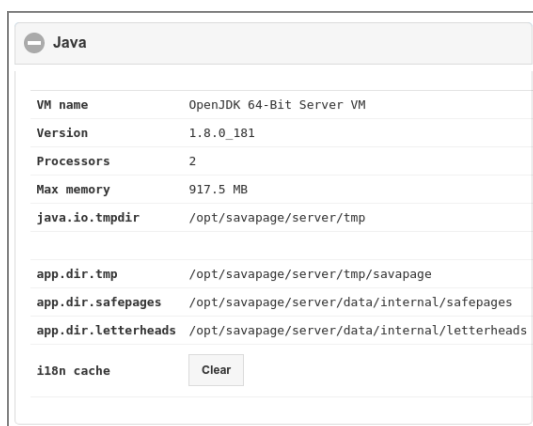 Java
VM name OpenJDK 64-Bit Server VM
Version 1.8.0_181
Processors 2
Max memory 917.5 MB
java.io.tmpdir /opt/savapage/server/tmp
app.dir.tmp /opt/savapage/server/tmp/savapage
app.dir.safepages /opt/savapage/server/data/internal/safepages
app.dir.letterheads /opt/savapage/server/data/internal/letterheads
i18n cache Clear